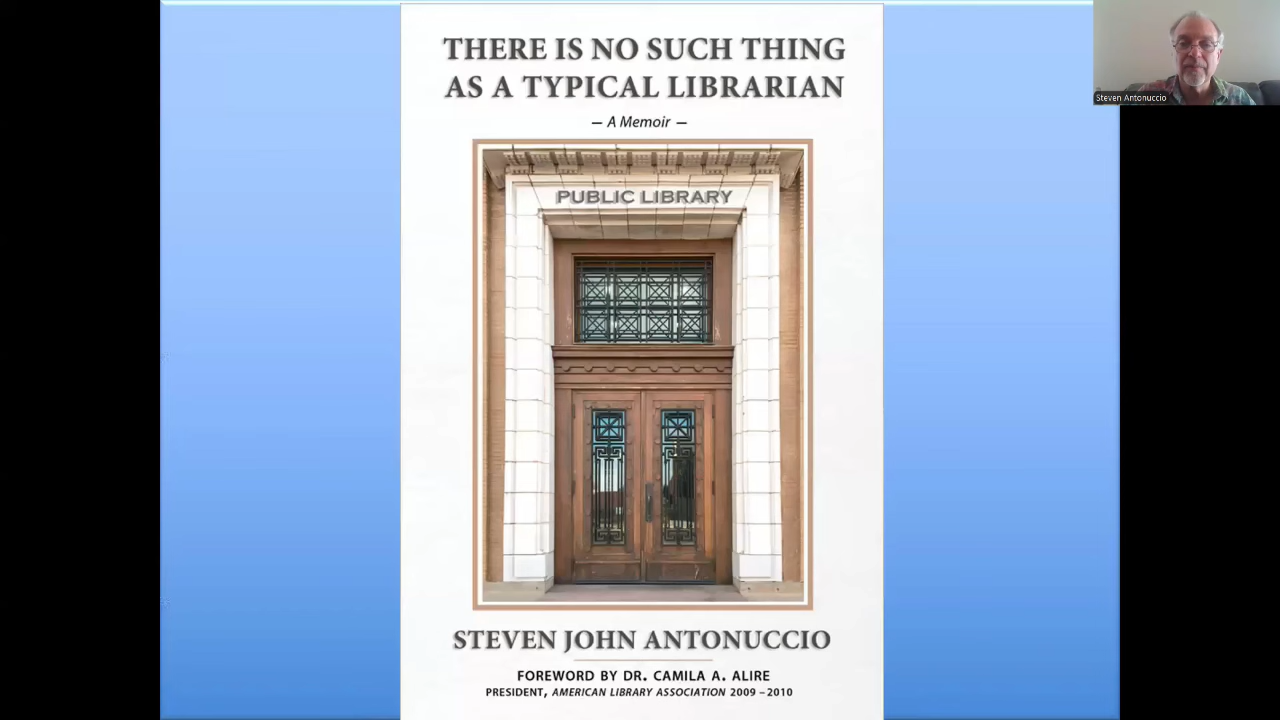 THERE IS NO SUCH THING
AS A TYPICAL LIBRARIAN
— A Memoir —
PUBLIC LIBRARY
STEVEN JOHN ANTONUCCIO
FOREWORD BY DR. CAMILA A. ALIRE
PRESIDENT, AMERICAN LIBRARY ASSOCIATION 2009 – 2010
Steven Antonuccio